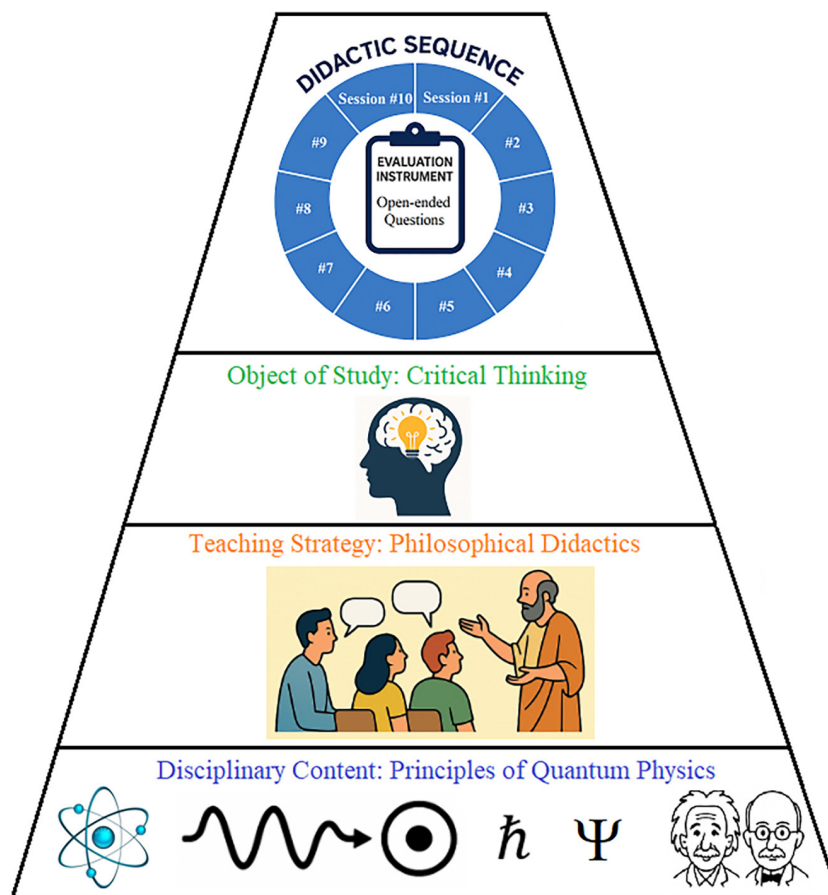 DIDACTIC SEQUENCE
Session #10
Session #1
#2
#3
#4
#5
#6
#7
#8
#9
EVALUATION
INSTRUMENT
Open-ended
Questions
Object of Study: Critical Thinking
Teaching Strategy: Philosophical Didactics
Disciplinary Content: Principles of Quantum Physics
ℏ Ψ